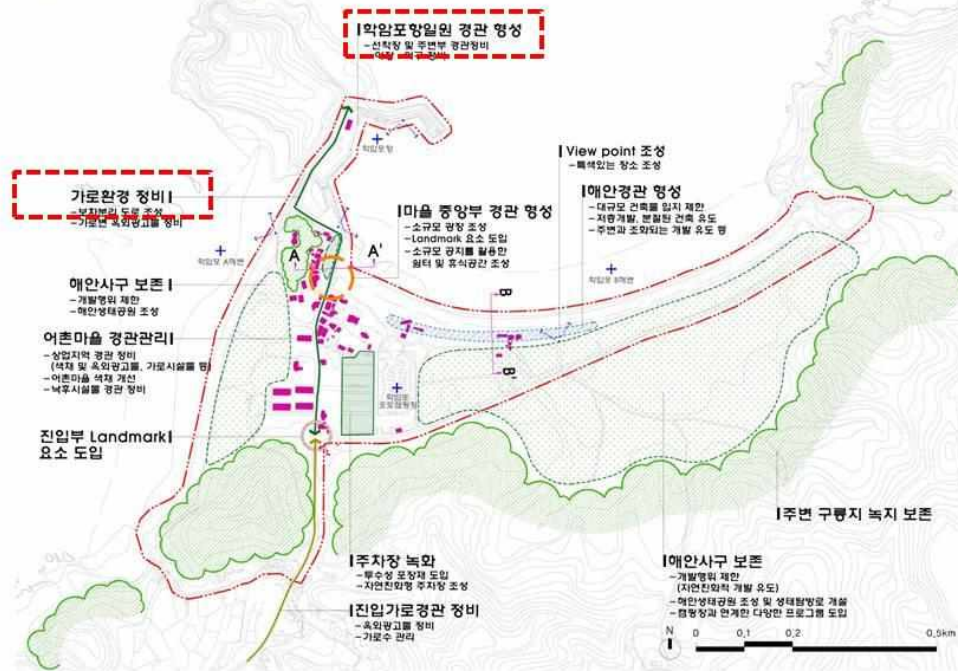 학암포항일원 경관 형성
-선착장 및 주변부 경관정비
학암포항
View point 조성
-특색있는 장소 조성
가로환경 정비
-보차분리 도로 조성
-가로변 옥외광고물 정비
마을 중앙부 경관 형성
-소규모 광장 조성
-Landmark 요소 도입
-소규모 공지를 활용한
쉼터 및 휴식공간 조성
해안경관 형성
-대규모 건축물 입지 제한
-저층개발, 분절된 건축 유도
-주변과 조화되는 개발 유도 등
A A'
학암포 A해변
학암포 B해변
해안사구 보존
-개발행위 제한
-해안생태공원 조성
B
B'
어촌마을 경관관리
-상업지역 경관 정비
(색채 및 옥외광고물, 가로시설물 등)
-어촌마을 색채 개선
-낙후시설물 경관 정비
학암포
오토캠핑장
진입부 Landmark
요소 도입
주변 구릉지 녹지 보존
주차장 녹화
-투수성 포장재 도입
-자연친화형 주차장 조성
해안사구 보존
-개발행위 제한
(자연친화적 개발 유도)
-해안생태공원 조성 및 생태탐방로 개설
-캠핑장과 연계한 다양한 프로그램 도입
진입가로경관 정비
-옥외광고물 정비
-가로수 관리
N
0 0,1 0,2 0,5km